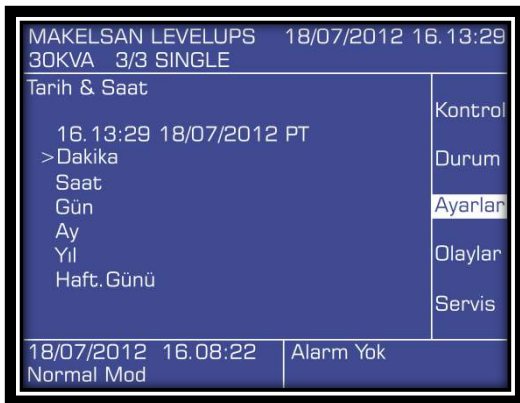 MAKELSAN LEVELUPS 18/07/2012 16.13:29
30KVA 3/3 SINGLE
Tarih & Saat
16.13:29 18/07/2012 PT
>Dakika
Saat
Gün
Ay
Yıl
Haft.Günü
Kontrol
Durum
Ayarlar
Olaylar
Servis
18/07/2012 16.08:22
Normal Mod
Alarm Yok